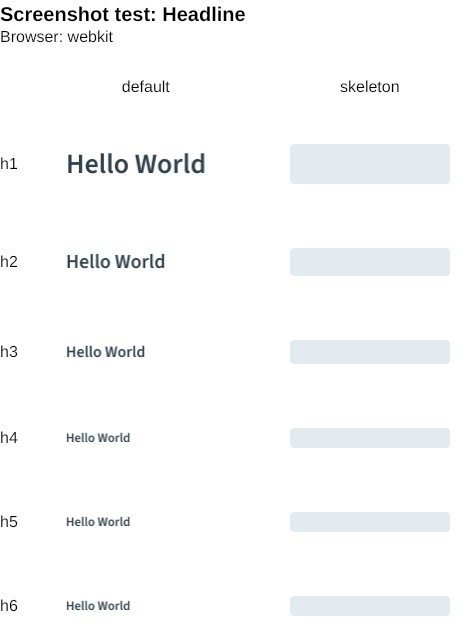 Screenshot test: Headline
Browser: webkit
default skeleton
h1 Hello World
h2 Hello World
h3 Hello World
h4 Hello World
h5 Hello World
h6 Hello World